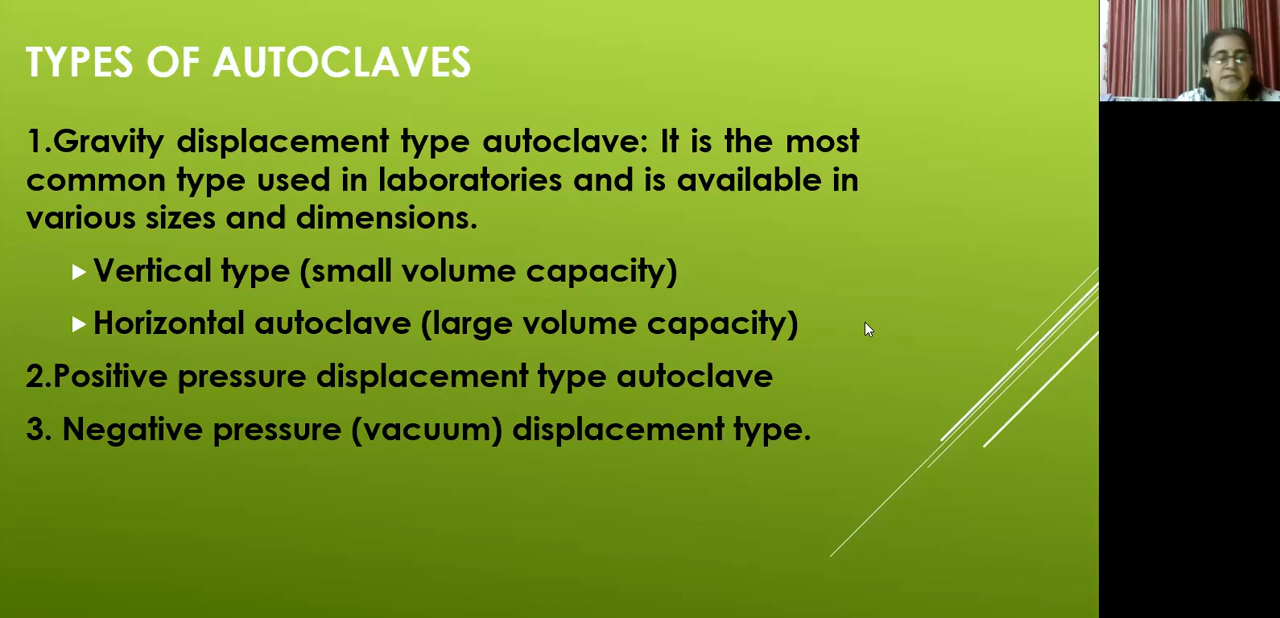 TYPES OF AUTOCLAVES
1.Gravity displacement type autoclave: It is the most
common type used in laboratories and is available in
various sizes and dimensions.
Vertical type (small volume capacity)
Horizontal autoclave (large volume capacity)
2.Positive pressure displacement type autoclave
3. Negative pressure (vacuum) displacement type.